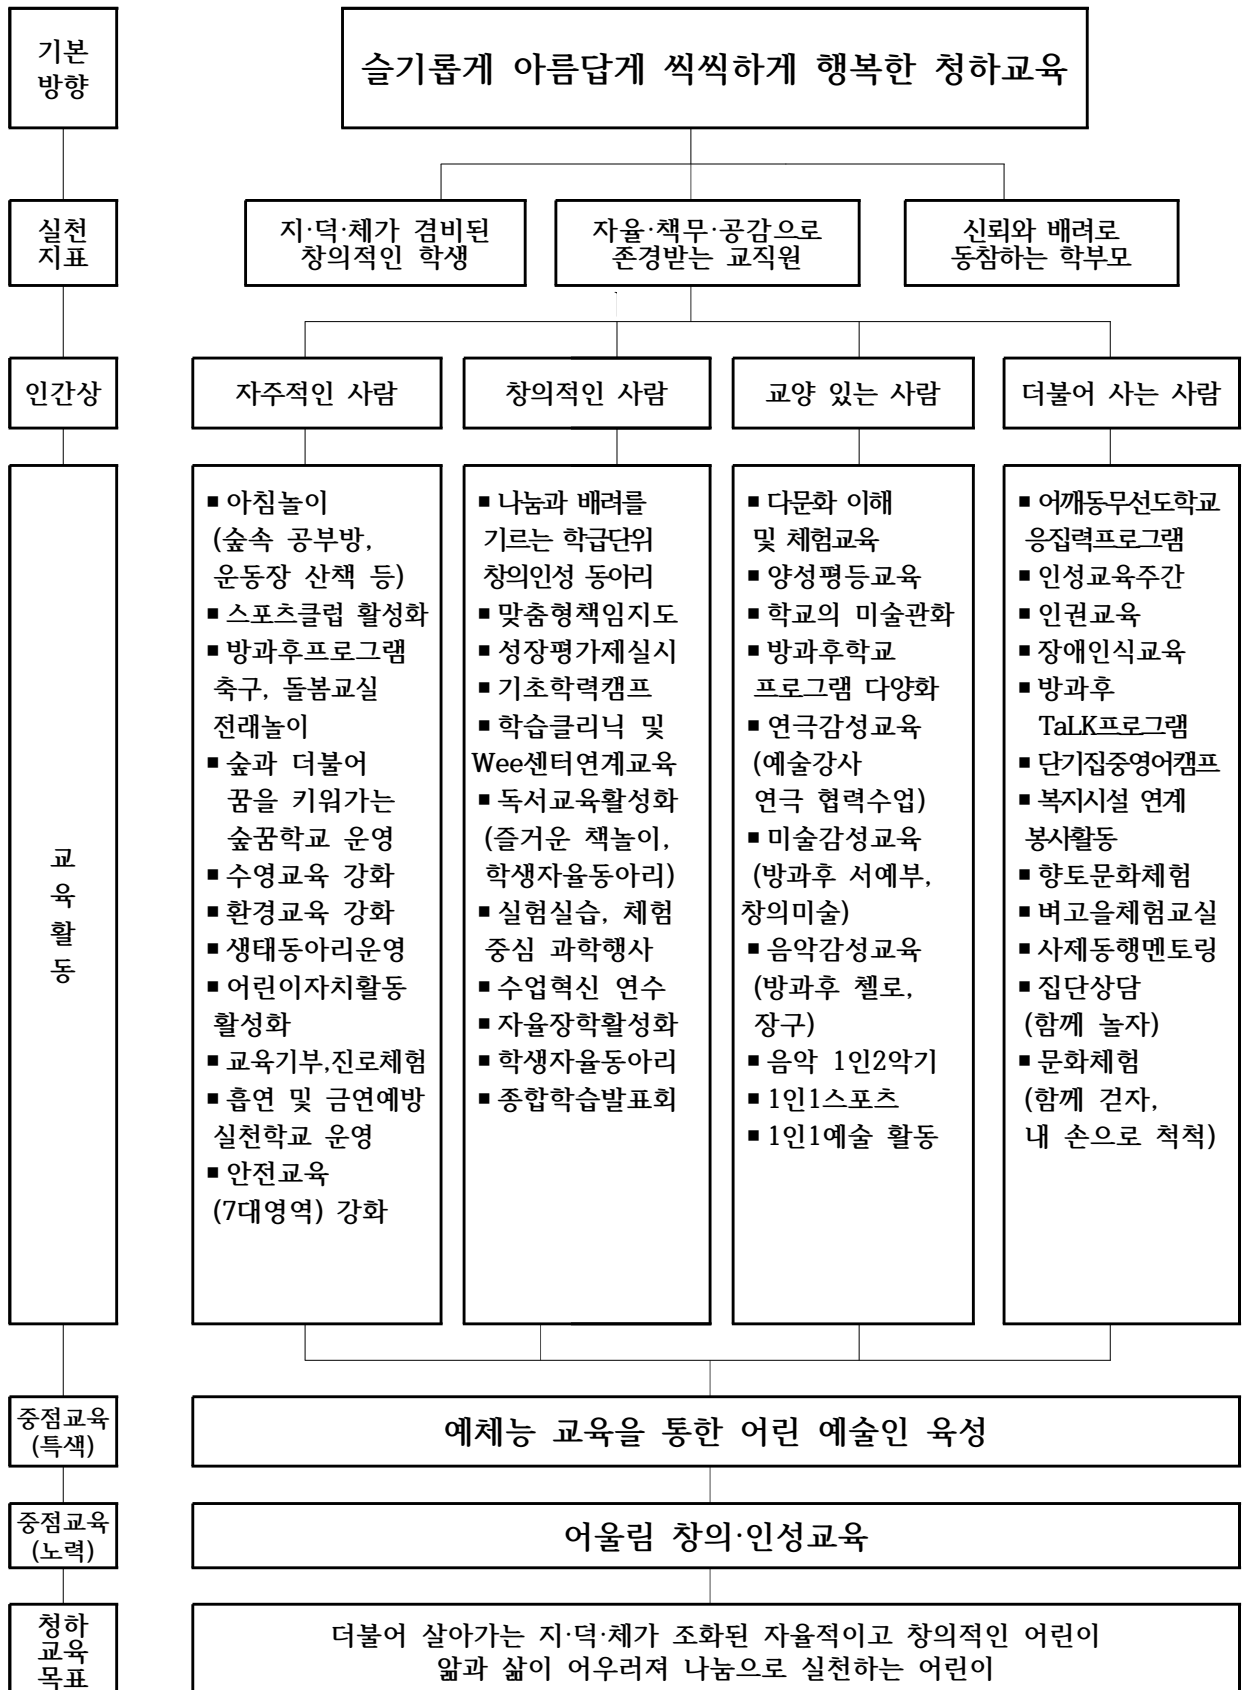 기본
방향
슬기롭게 아름답게 씩씩하게 행복한 청하교육
실천
지표
지·덕·체가 겸비된
창의적인 학생
자율·책무·공감으로
존경받는 교직원
신뢰와 배려로
동참하는 학부모
인간상
자주적인 사람
창의적인 사람
교양 있는 사람
더불어 사는 사람
교
육
활
동
▪ 아침놀이
(숲속 공부방,
운동장 산책 등)
▪ 스포츠클럽 활성화
▪ 방과후프로그램
축구, 돌봄교실
전래놀이
▪ 숲과 더불어
꿈을 키워가는
숲꿈학교 운영
▪ 수영교육 강화
▪ 환경교육 강화
▪ 생태동아리운영
▪ 어린이자치활동
활성화
▪ 교육기부,진로체험
▪ 흡연 및 금연예방
실천학교 운영
▪ 안전교육
(7대영역) 강화
▪ 나눔과 배려를
기르는 학급단위
창의인성 동아리
▪ 맞춤형책임지도
▪ 성장평가제실시
▪ 기초학력캠프
▪ 학습클리닉 및
Wee센터연계교육
▪ 독서교육활성화
(즐거운 책놀이,
학생자율동아리)
▪ 실험실습, 체험
중심 과학행사
▪ 수업혁신 연수
▪ 자율장학활성화
▪ 학생자율동아리
▪ 종합학습발표회
▪ 다문화 이해
및 체험교육
▪ 양성평등교육
▪ 학교의 미술관화
▪ 방과후학교
프로그램 다양화
▪ 연극감성교육
(예술강사
연극 협력수업)
▪ 미술감성교육
(방과후 서예부,
창의미술)
▪ 음악감성교육
(방과후 첼로,
장구)
▪ 음악 1인2악기
▪ 1인1스포츠
▪ 1인1예술 활동
▪ 어깨동무선도학교
응집력프로그램
▪ 인성교육주간
▪ 인권교육
▪ 장애인식교육
▪ 방과후
TaLK프로그램
▪ 단기집중영어캠프
▪ 복지시설 연계
봉사활동
▪ 향토문화체험
▪ 벼고을체험교실
▪ 사제동행멘토링
▪ 집단상담
(함께 놀자)
▪ 문화체험
(함께 걷자,
내 손으로 척척)
중점교육
(특색)
예체능 교육을 통한 어린 예술인 육성
중점교육
(노력)
어울림 창의·인성교육
청하
교육
목표
더불어 살아가는 지·덕·체가 조화된 자율적이고 창의적인 어린이
앎과 삶이 어우러져 나눔으로 실천하는 어린이